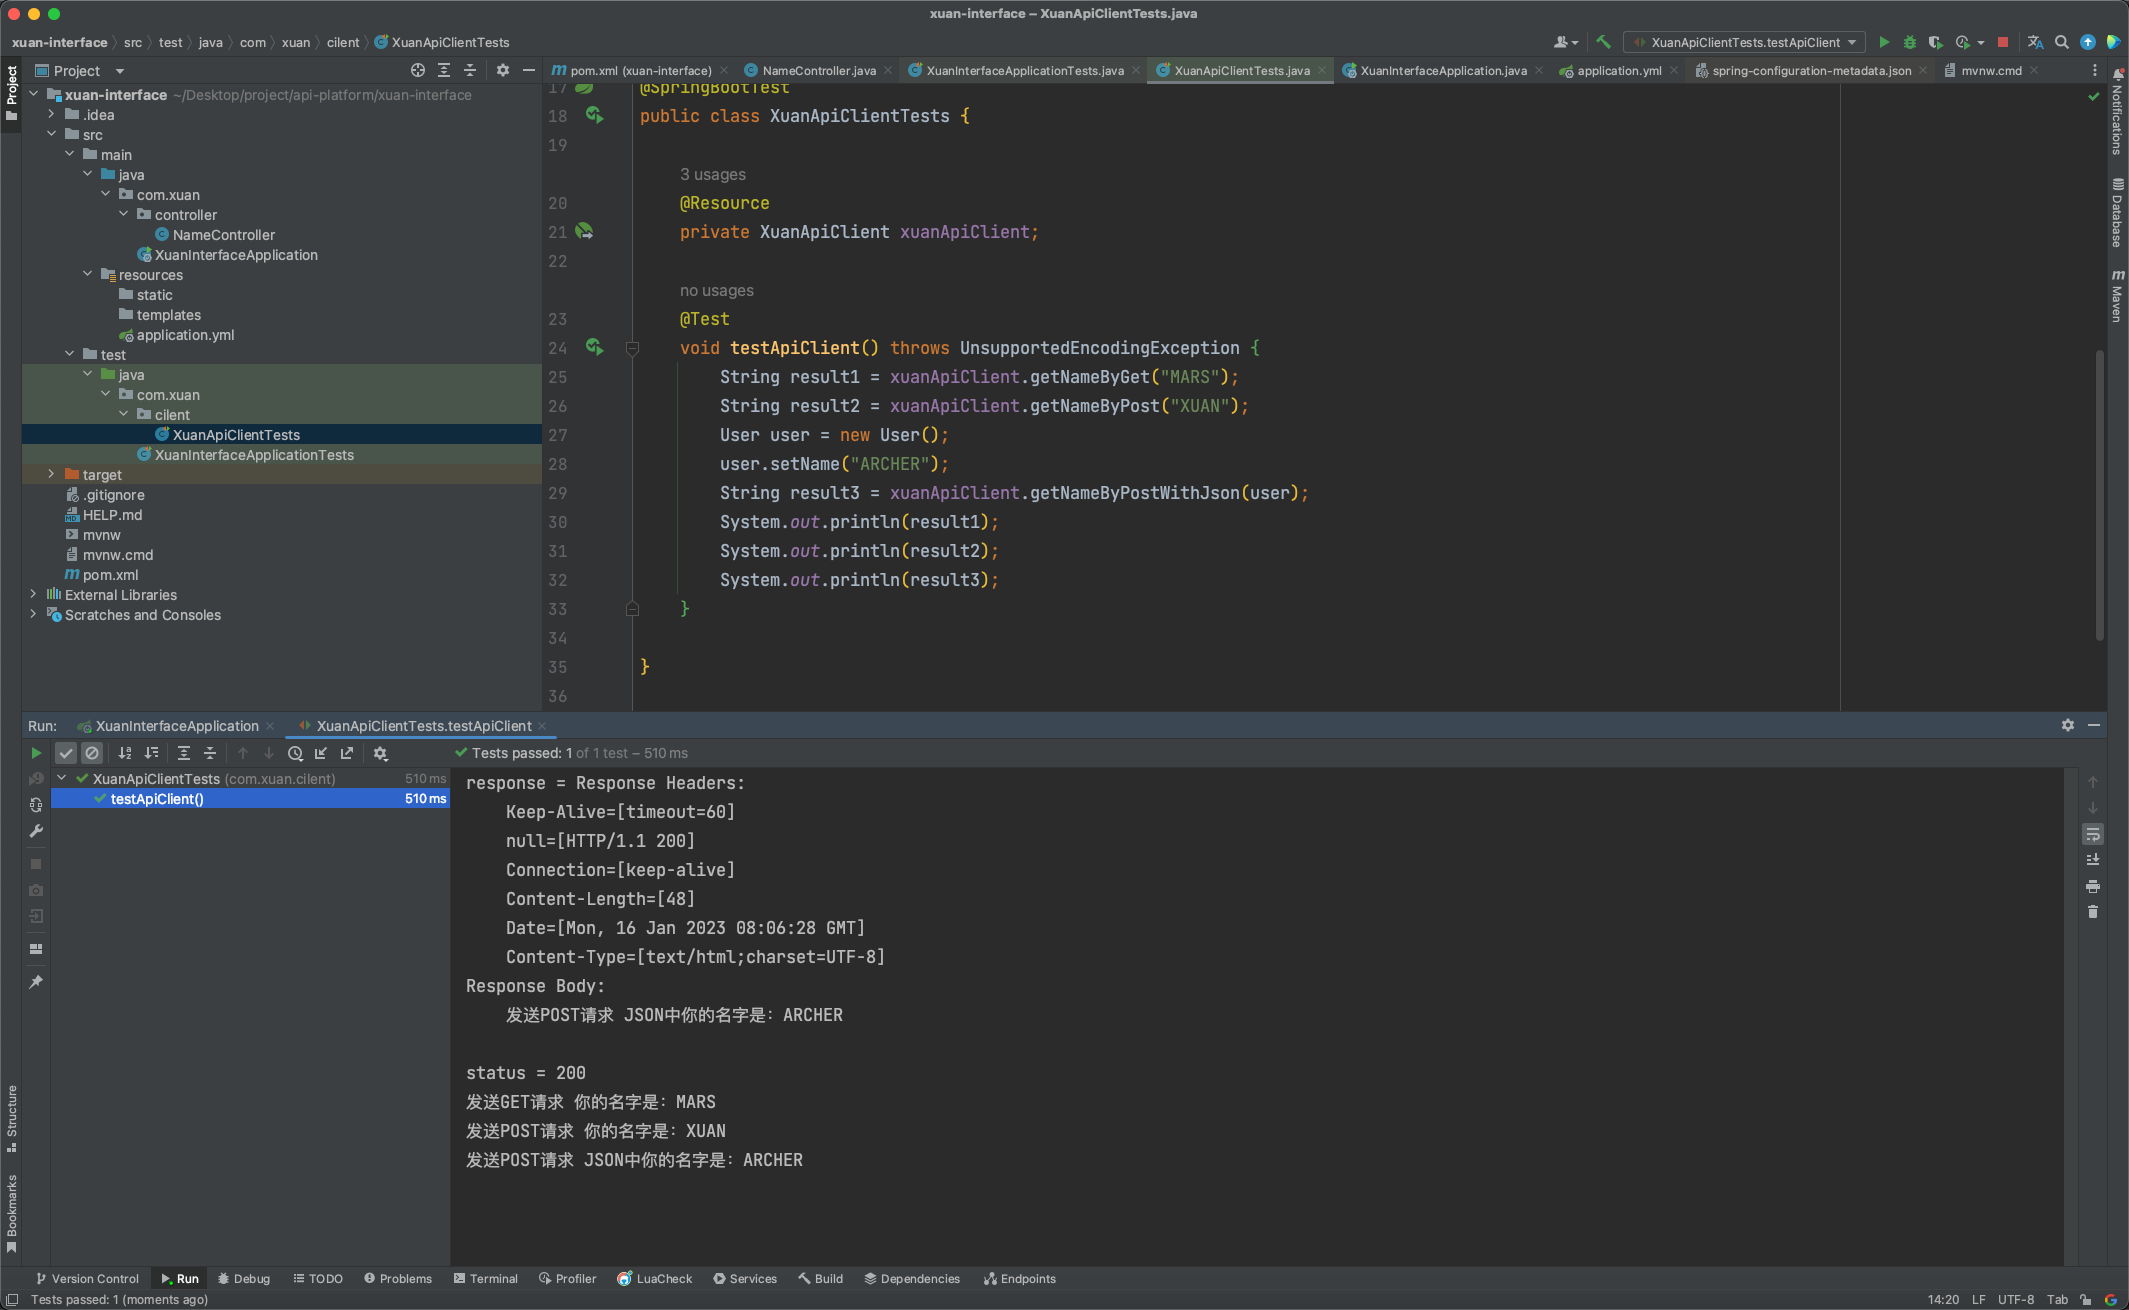 xuan-interface – XuanApiClientTests.java
xuan-interface src test java com xuan cilent XuanApiClientTests
XuanApiClientTests.testApiClient
Project
pom.xml (xuan-interface) NameController.java XuanInterfaceApplicationTests.java XuanApiClientTests.java XuanInterfaceApplication.java application.yml spring-configuration-metadata.json mvnw.cmd
Project
Notifications
Database
m Maven
xuan-interface ~/Desktop/project/api-platform/xuan-interface
.idea
src
main
java
com.xuan
controller
NameController
XuanInterfaceApplication
resources
static
templates
application.yml
test
java
com.xuan
cilent
XuanApiClientTests
XuanInterfaceApplicationTests
target
.gitignore
HELP.md
mvnw
mvnw.cmd
pom.xml
External Libraries
Scratches and Consoles
17 @SpringBootTest
18 public class XuanApiClientTests {
19
3 usages
20 @Resource
21 private XuanApiClient xuanApiClient;
22
no usages
23 @Test
24 void testApiClient() throws UnsupportedEncodingException {
25 String result1 = xuanApiClient.getNameByGet("MARS");
26 String result2 = xuanApiClient.getNameByPost("XUAN");
27 User user = new User();
28 user.setName("ARCHER");
29 String result3 = xuanApiClient.getNameByPostWithJson(user);
30 System.out.println(result1);
31 System.out.println(result2);
32 System.out.println(result3);
33 }
34
35 }
36
Run: XuanInterfaceApplication XuanApiClientTests.testApiClient
Tests passed: 1 of 1 test – 510 ms
XuanApiClientTests (com.xuan.cilent) 510 ms
testApiClient() 510 ms
response = Response Headers:
Keep-Alive=[timeout=60]
null=[HTTP/1.1 200]
Connection=[keep-alive]
Content-Length=[48]
Date=[Mon, 16 Jan 2023 08:06:28 GMT]
Content-Type=[text/html;charset=UTF-8]
Response Body:
发送POST请求 JSON中你的名字是：ARCHER
status = 200
发送GET请求 你的名字是：MARS
发送POST请求 你的名字是：XUAN
发送POST请求 JSON中你的名字是：ARCHER
Structure
Bookmarks
Version Control Run Debug TODO Problems Terminal Profiler LuaCheck Services Build Dependencies Endpoints
Tests passed: 1 (moments ago)
14:20 LF UTF-8 Tab